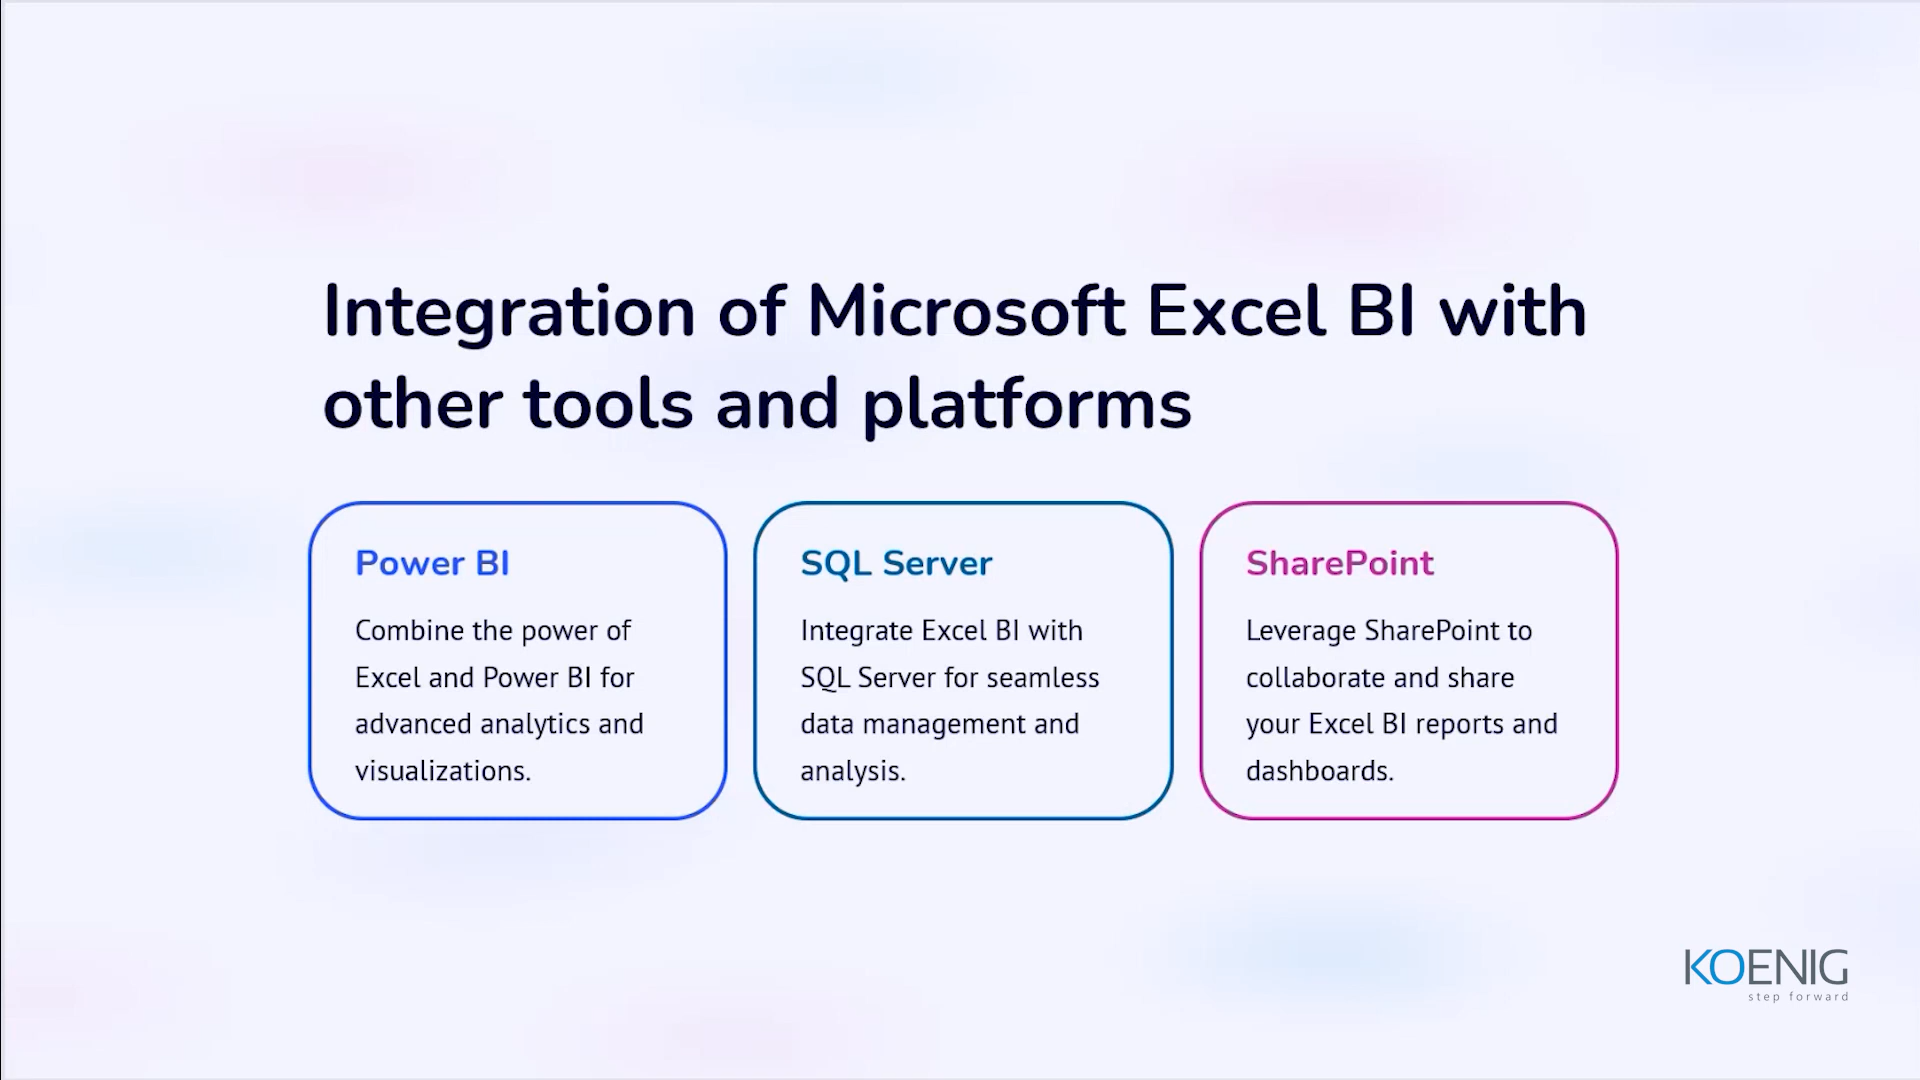 Integration of Microsoft Excel BI with
other tools and platforms
Power BI
Combine the power of
Excel and Power BI for
advanced analytics and
visualizations.
SQL Server
Integrate Excel BI with
SQL Server for seamless
data management and
analysis.
SharePoint
Leverage SharePoint to
collaborate and share
your Excel BI reports and
dashboards.
KOENIG
step forward